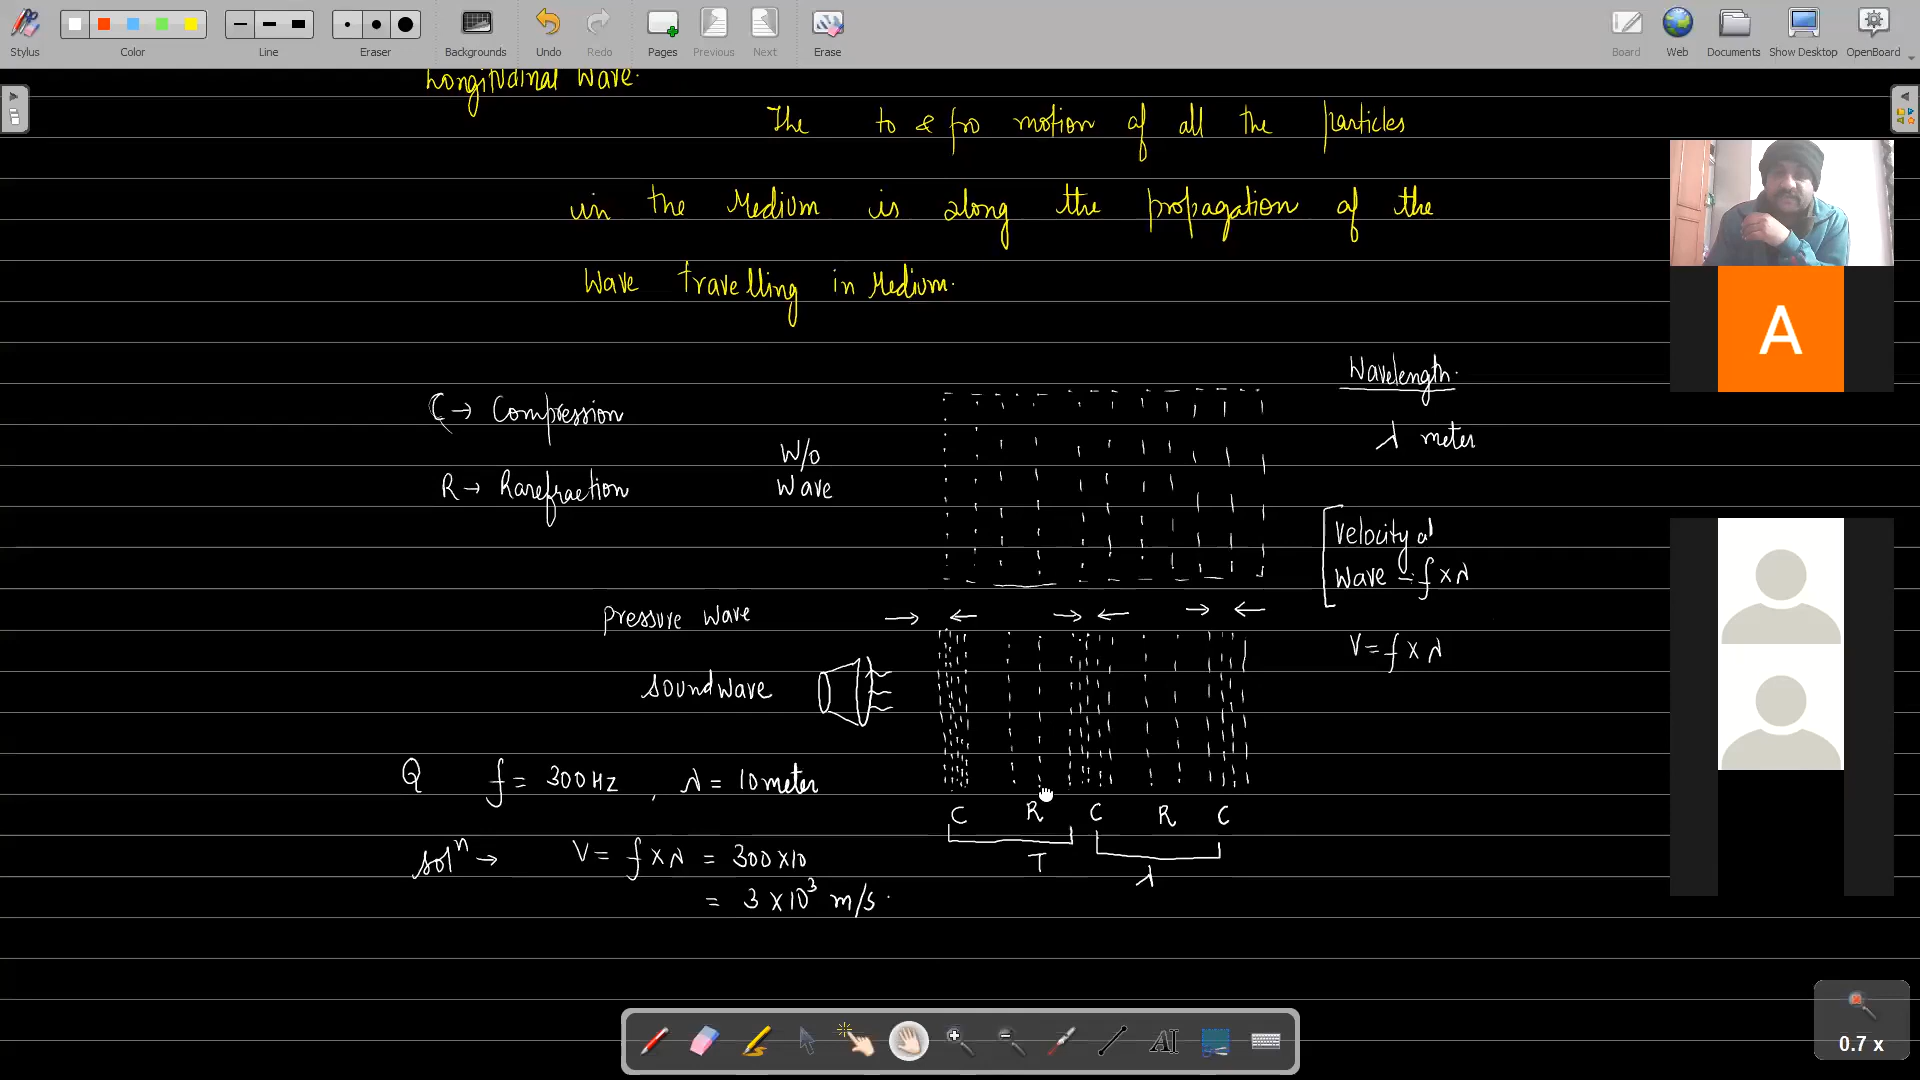 Stylus
Color
Line
Eraser
Backgrounds
Undo
Redo
Pages
Previous
Next
Erase
Board
Web
Documents
Show Desktop
OpenBoard
Longitudinal Wave.
The to & fro motion of all the particles
in the Medium is along the propagation of the
Wave travelling in Medium.
C → Compression
R → Rarefraction
W/o
Wave
Wavelength.
λ meter
Velocity of
Wave = f × λ
V = f × λ
pressure wave
soundwave
C R C R C
T
λ
Q f = 300 Hz , λ = 10 meter
solⁿ → V = f × λ = 300 × 10
= 3 × 10³ m/s.
A
AI
0.7 x